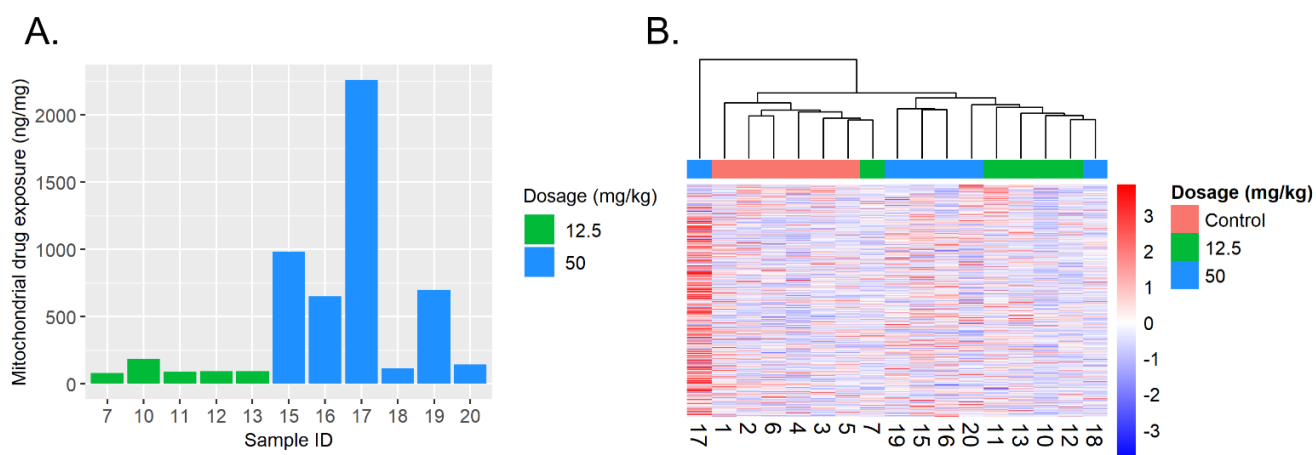 A.
Mitochondrial drug exposure (ng/mg)
2000
1500
1000
500
0
7 10 11 12 13 15 16 17 18 19 20
Sample ID
Dosage (mg/kg)
12.5
50
B.
17 1 2 6 4 3 5 7 19 15 16 20 11 13 10 12 18
3
2
1
0
-1
-2
-3
Dosage (mg/kg)
Control
12.5
50